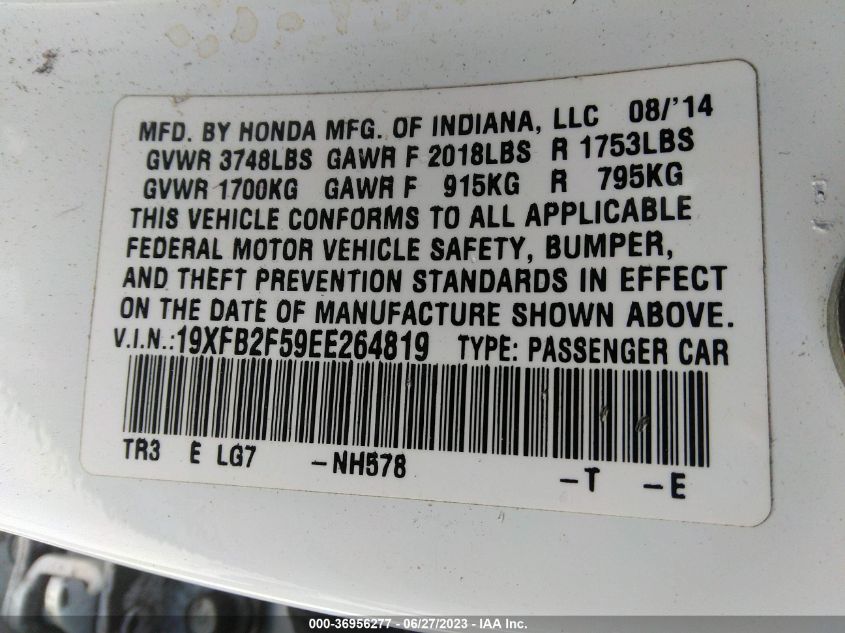 MFD. BY HONDA MFG. OF INDIANA, LLC 08/'14
GVWR 3748LBS GAWR F 2018LBS R 1753LBS
GVWR 1700KG GAWR F 915KG R 795KG
THIS VEHICLE CONFORMS TO ALL APPLICABLE
FEDERAL MOTOR VEHICLE SAFETY, BUMPER,
AND THEFT PREVENTION STANDARDS IN EFFECT
ON THE DATE OF MANUFACTURE SHOWN ABOVE.
V.I.N.:19XFB2F59EE264819 TYPE: PASSENGER CAR
TR3 E LG7 -NH578 -T -E
000-36956277 - 06/27/2023 - IAA Inc.